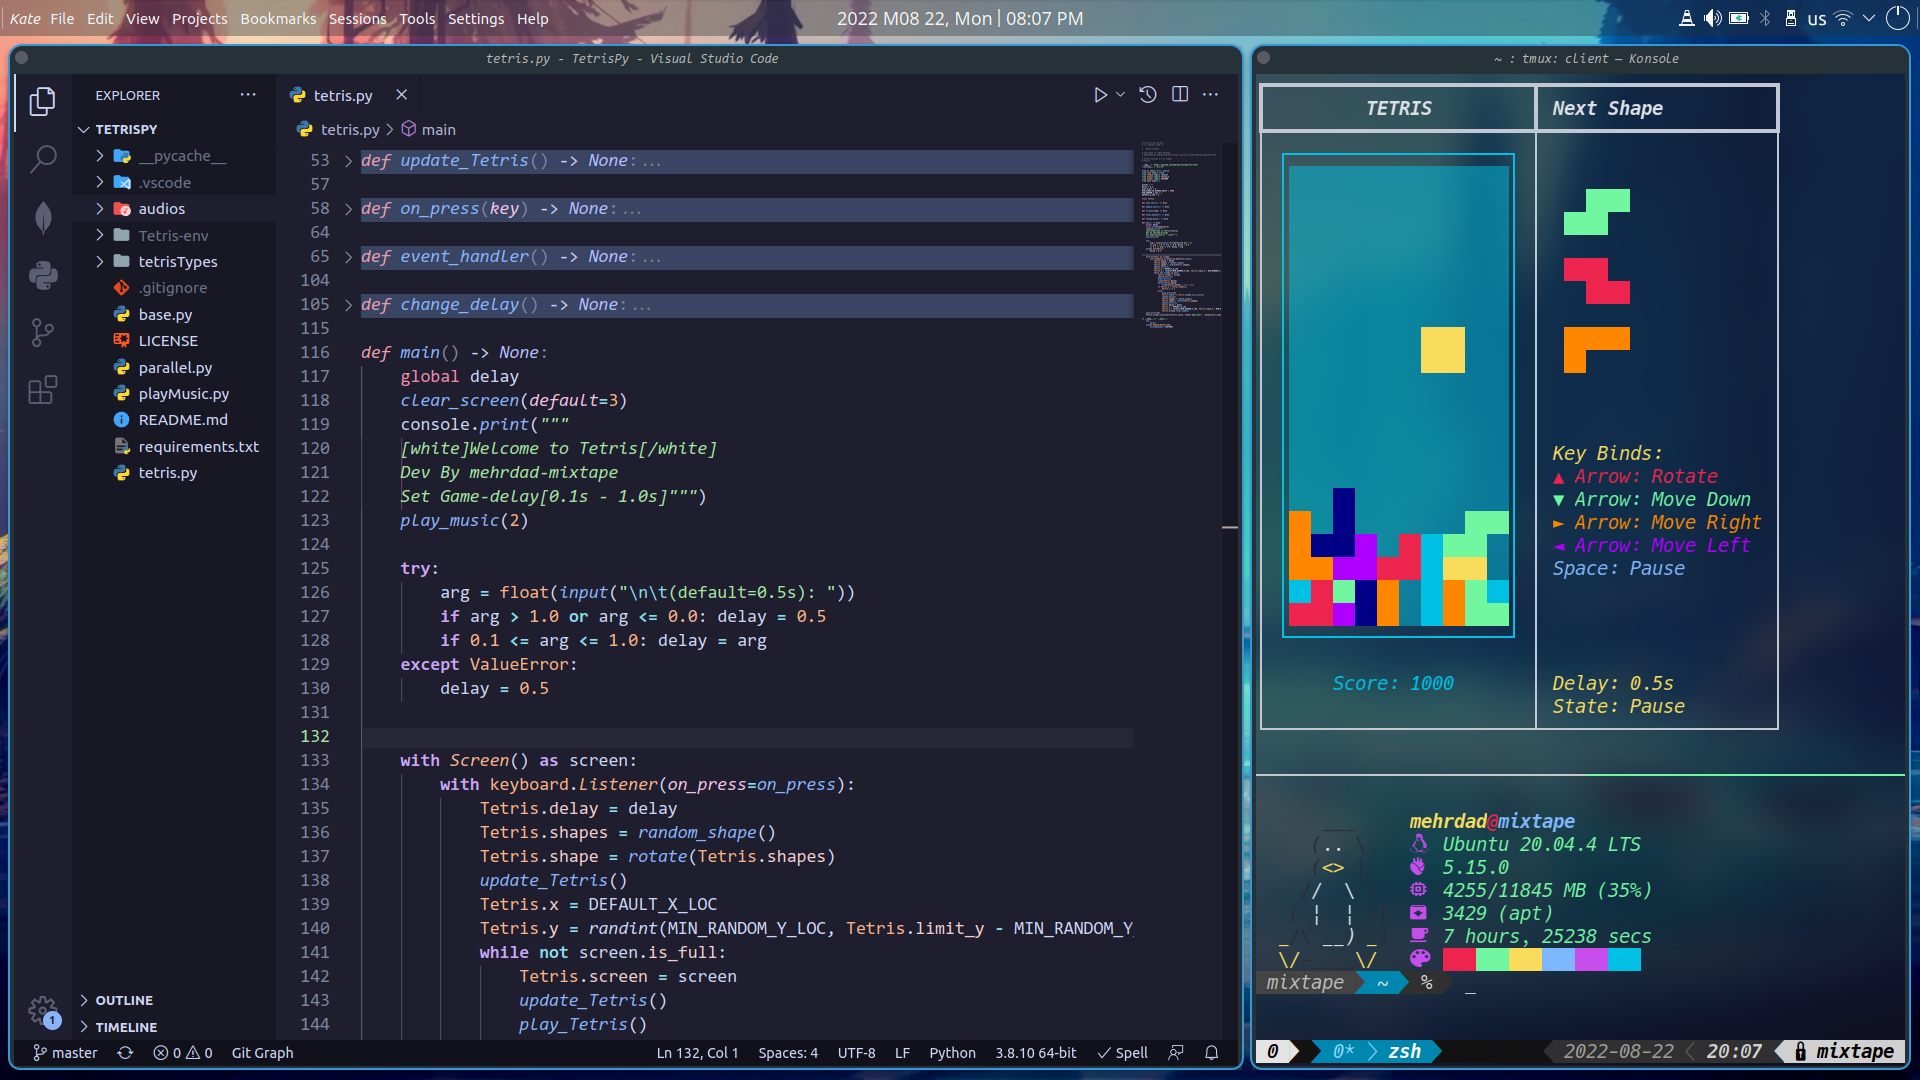 Kate File Edit View Projects Bookmarks Sessions Tools Settings Help
2022 M08 22, Mon | 08:07 PM
us
tetris.py - TetrisPy - Visual Studio Code
EXPLORER
TETRISPY
__pycache__
.vscode
audios
Tetris-env
tetrisTypes
.gitignore
base.py
LICENSE
parallel.py
playMusic.py
README.md
requirements.txt
tetris.py
OUTLINE
TIMELINE
1
tetris.py
tetris.py > main
53 def update_Tetris() -> None:...
57
58 def on_press(key) -> None:...
64
65 def event_handler() -> None:...
104
105 def change_delay() -> None:...
115
116 def main() -> None:
117 global delay
118 clear_screen(default=3)
119 console.print("""
120 [white]Welcome to Tetris[/white]
121 Dev By mehrdad-mixtape
122 Set Game-delay[0.1s - 1.0s]""")
123 play_music(2)
124
125 try:
126 arg = float(input("\n\t(default=0.5s): "))
127 if arg > 1.0 or arg <= 0.0: delay = 0.5
128 if 0.1 <= arg <= 1.0: delay = arg
129 except ValueError:
130 delay = 0.5
131
132
133 with Screen() as screen:
134 with keyboard.Listener(on_press=on_press):
135 Tetris.delay = delay
136 Tetris.shapes = random_shape()
137 Tetris.shape = rotate(Tetris.shapes)
138 update_Tetris()
139 Tetris.x = DEFAULT_X_LOC
140 Tetris.y = randint(MIN_RANDOM_Y_LOC, Tetris.limit_y - MIN_RANDOM_Y_
141 while not screen.is_full:
142 Tetris.screen = screen
143 update_Tetris()
144 play_Tetris()
master 0 0 Git Graph Ln 132, Col 1 Spaces: 4 UTF-8 LF Python 3.8.10 64-bit Spell
~ : tmux: client — Konsole
TETRIS
Next Shape
Key Binds:
▲ Arrow: Rotate
▼ Arrow: Move Down
► Arrow: Move Right
◄ Arrow: Move Left
Space: Pause
Score: 1000
Delay: 0.5s
State: Pause
mehrdad@mixtape
Ubuntu 20.04.4 LTS
5.15.0
4255/11845 MB (35%)
3429 (apt)
7 hours, 25238 secs
mixtape ~ % _
0 0* zsh 2022-08-22 20:07 mixtape